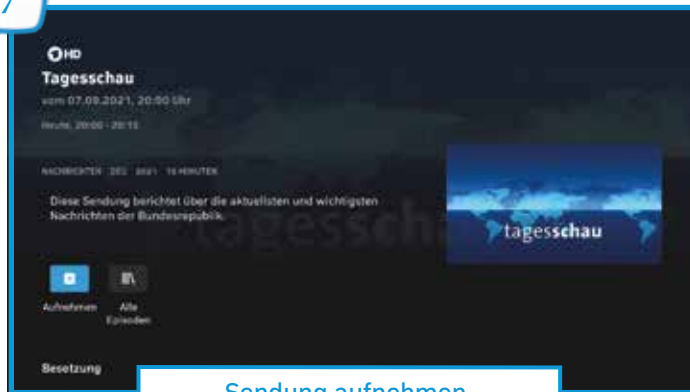 7
HD
Tagesschau
vom 07.09.2021, 20:00 Uhr
Heute, 20:00 - 20:15
NACHRICHTEN DEU 2021 15 MINUTEN
Diese Sendung berichtet über die aktuellsten und wichtigsten
Nachrichten der Bundesrepublik.
tagesschau
Aufnehmen
Alle
Episoden
Besetzung
Sendung aufnehmen